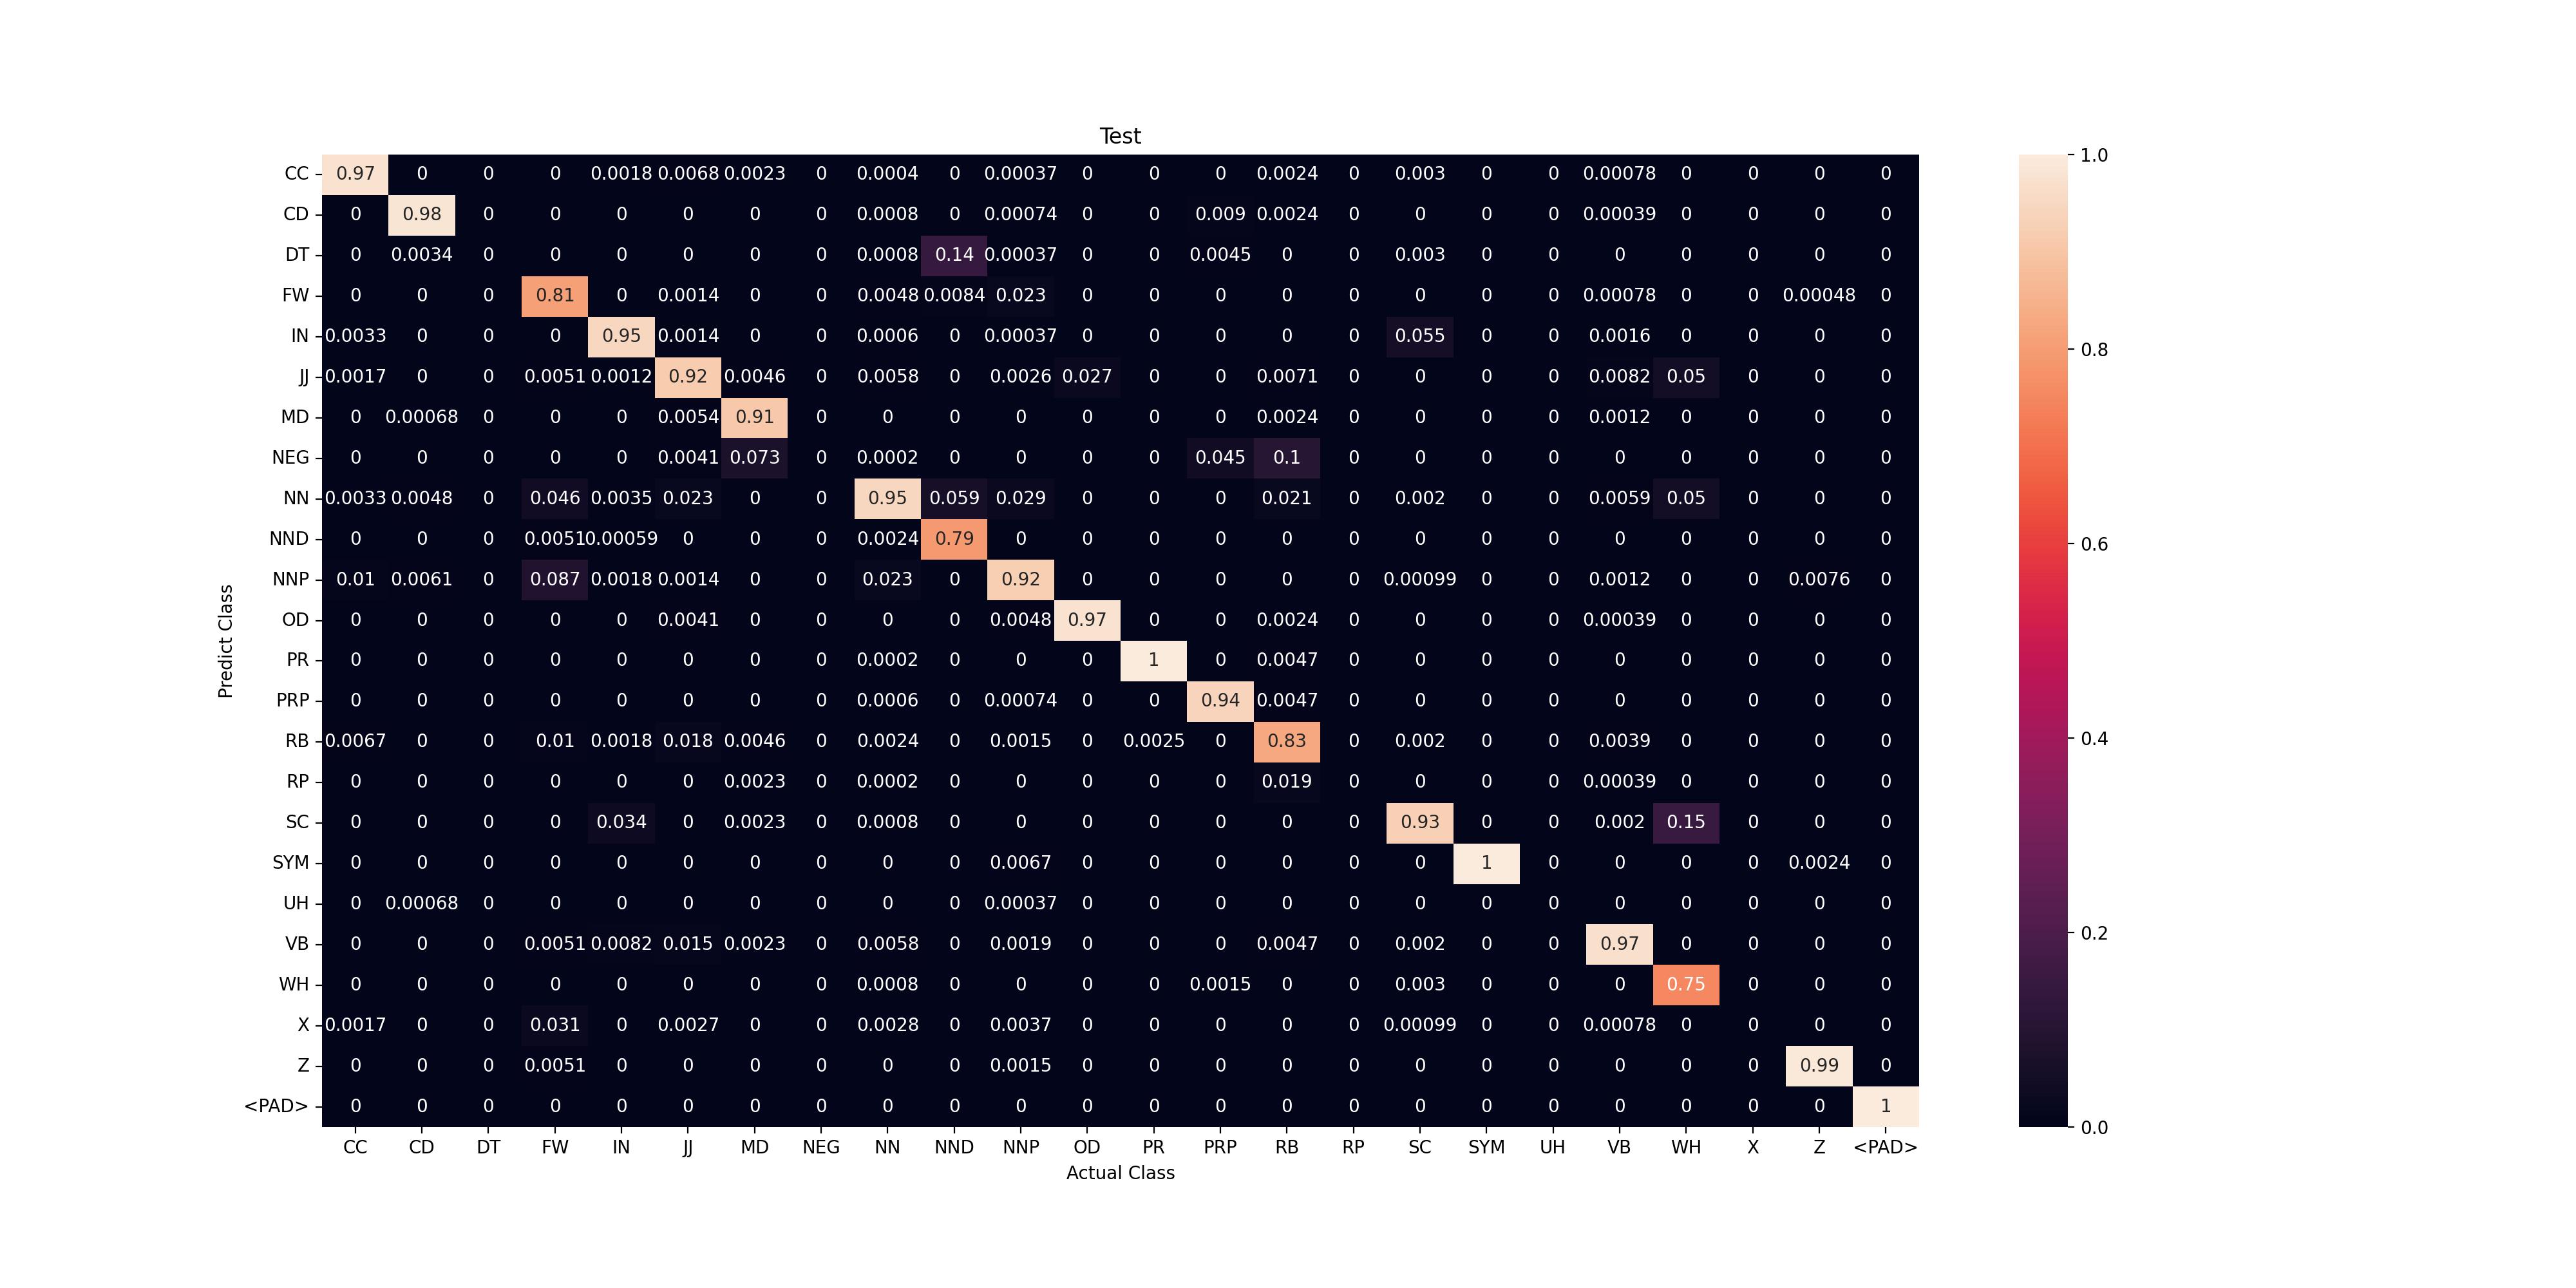 Test
CC 0.97 0 0 0 0.0018 0.0068 0.0023 0 0.0004 0 0.00037 0 0 0 0.0024 0 0.003 0 0 0.00078 0 0 0 0 1.0
CD 0 0.98 0 0 0 0 0 0 0.0008 0 0.00074 0 0 0.009 0.0024 0 0 0 0 0.00039 0 0 0 0
DT 0 0.0034 0 0 0 0 0 0 0.0008 0.14 0.00037 0 0 0.0045 0 0 0.003 0 0 0 0 0 0 0
FW 0 0 0 0.81 0 0.0014 0 0 0.0048 0.0084 0.023 0 0 0 0 0 0 0 0 0.00078 0 0 0.00048 0
IN 0.0033 0 0 0 0.95 0.0014 0 0 0.0006 0 0.00037 0 0 0 0 0 0.055 0 0 0.0016 0 0 0 0 0.8
JJ 0.0017 0 0 0.0051 0.0012 0.92 0.0046 0 0.0058 0 0.0026 0.027 0 0 0.0071 0 0 0 0 0.0082 0.05 0 0 0
MD 0 0.00068 0 0 0 0.0054 0.91 0 0 0 0 0 0 0 0.0024 0 0 0 0 0.0012 0 0 0 0
NEG 0 0 0 0 0 0.0041 0.073 0 0.0002 0 0 0 0 0.045 0.1 0 0 0 0 0 0 0 0 0
NN 0.0033 0.0048 0 0.046 0.0035 0.023 0 0 0.95 0.059 0.029 0 0 0 0.021 0 0.002 0 0 0.0059 0.05 0 0 0
NND 0 0 0 0.0051 0.00059 0 0 0 0.0024 0.79 0 0 0 0 0 0 0 0 0 0 0 0 0 0 0.6
NNP 0.01 0.0061 0 0.087 0.0018 0.0014 0 0 0.023 0 0.92 0 0 0 0 0 0.00099 0 0 0.0012 0 0 0.0076 0
OD 0 0 0 0 0 0.0041 0 0 0 0 0.0048 0.97 0 0 0.0024 0 0 0 0 0.00039 0 0 0 0
Predict Class
PR 0 0 0 0 0 0 0 0 0.0002 0 0 0 1 0 0.0047 0 0 0 0 0 0 0 0 0
PRP 0 0 0 0 0 0 0 0 0.0006 0 0.00074 0 0 0.94 0.0047 0 0 0 0 0 0 0 0 0
RB 0.0067 0 0 0.01 0.0018 0.018 0.0046 0 0.0024 0 0.0015 0 0.0025 0 0.83 0 0.002 0 0 0.0039 0 0 0 0 0.4
RP 0 0 0 0 0 0 0.0023 0 0.0002 0 0 0 0 0 0.019 0 0 0 0 0.00039 0 0 0 0
SC 0 0 0 0 0.034 0 0.0023 0 0.0008 0 0 0 0 0 0 0 0.93 0 0 0.002 0.15 0 0 0
SYM 0 0 0 0 0 0 0 0 0 0 0.0067 0 0 0 0 0 0 1 0 0 0 0 0.0024 0
UH 0 0.00068 0 0 0 0 0 0 0 0 0.00037 0 0 0 0 0 0 0 0 0 0 0 0 0
VB 0 0 0 0.0051 0.0082 0.015 0.0023 0 0.0058 0 0.0019 0 0 0 0.0047 0 0.002 0 0 0.97 0 0 0 0 0.2
WH 0 0 0 0 0 0 0 0 0.0008 0 0 0 0 0.0015 0 0 0.003 0 0 0 0.75 0 0 0
X 0.0017 0 0 0.031 0 0.0027 0 0 0.0028 0 0.0037 0 0 0 0 0 0.00099 0 0 0.00078 0 0 0 0
Z 0 0 0 0.0051 0 0 0 0 0 0 0.0015 0 0 0 0 0 0 0 0 0 0 0 0.99 0
<PAD> 0 0 0 0 0 0 0 0 0 0 0 0 0 0 0 0 0 0 0 0 0 0 0 1 0.0
CC CD DT FW IN JJ MD NEG NN NND NNP OD PR PRP RB RP SC SYM UH VB WH X Z <PAD>
Actual Class